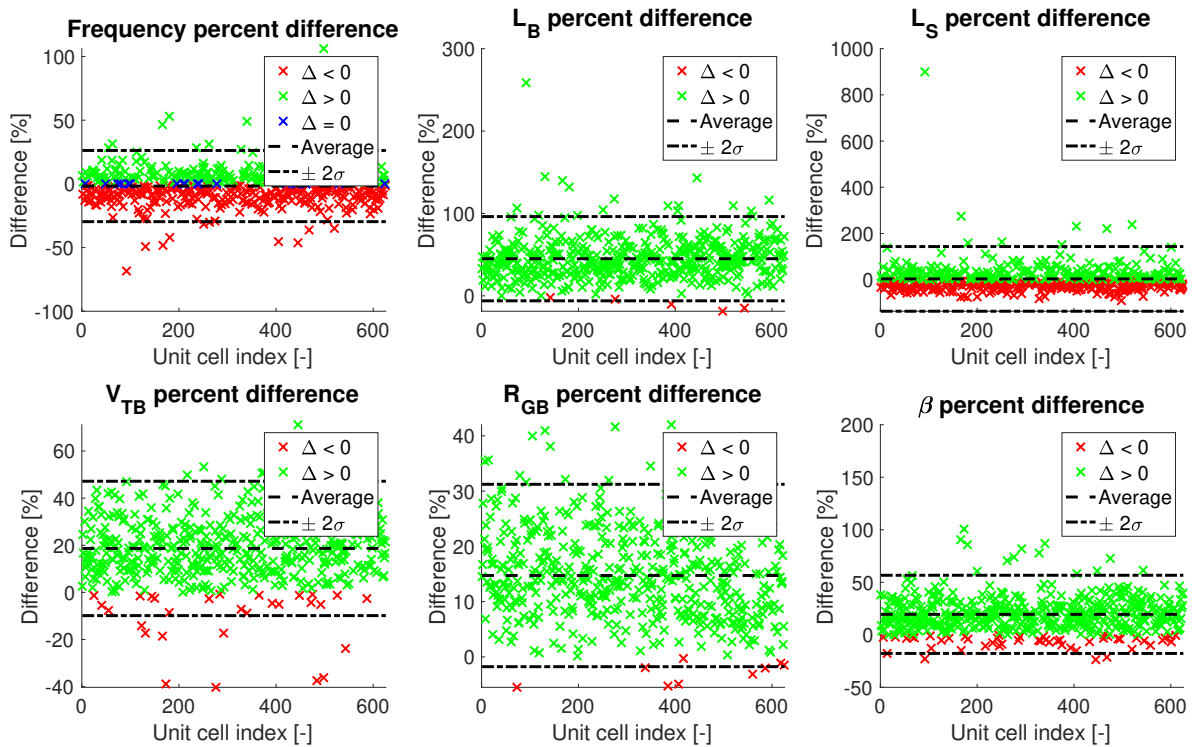 Frequency percent difference
100
50
0
-50
-100
0
200
400
600
Difference [%]
Unit cell index [-]
Δ < 0
Δ > 0
Δ = 0
Average
± 2σ
L_B percent difference
300
200
100
0
0
200
400
600
Difference [%]
Unit cell index [-]
Δ < 0
Δ > 0
Average
± 2σ
L_S percent difference
1000
800
600
400
200
0
0
200
400
600
Difference [%]
Unit cell index [-]
Δ < 0
Δ > 0
Average
± 2σ
V_TB percent difference
60
40
20
0
-20
-40
0
200
400
600
Difference [%]
Unit cell index [-]
Δ < 0
Δ > 0
Average
± 2σ
R_GB percent difference
40
30
20
10
0
0
200
400
600
Difference [%]
Unit cell index [-]
Δ < 0
Δ > 0
Average
± 2σ
β percent difference
200
150
100
50
0
-50
0
200
400
600
Difference [%]
Unit cell index [-]
Δ < 0
Δ > 0
Average
± 2σ